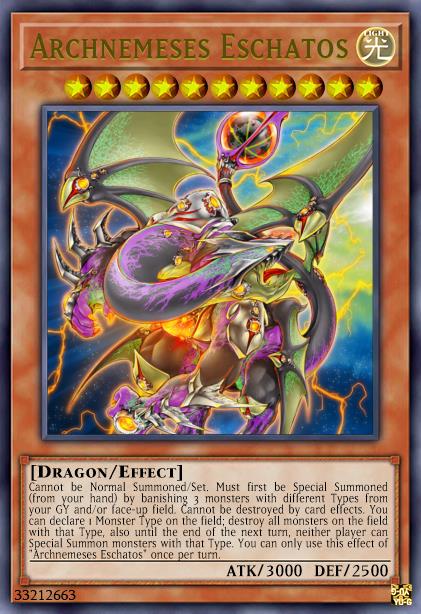 Archnemeses Eschatos
LIGHT
光
[Dragon/Effect]
Cannot be Normal Summoned/Set. Must first be Special Summoned
(from your hand) by banishing 3 monsters with different Types from
your GY and/or face-up field. Cannot be destroyed by card effects. You
can declare 1 Monster Type on the field; destroy all monsters on the
field with that Type, also until the end of the next turn, neither player can
Special Summon monsters with that Type. You can only use this effect of
"Archnemeses Eschatos" once per turn.
ATK/3000 DEF/2500
33212663